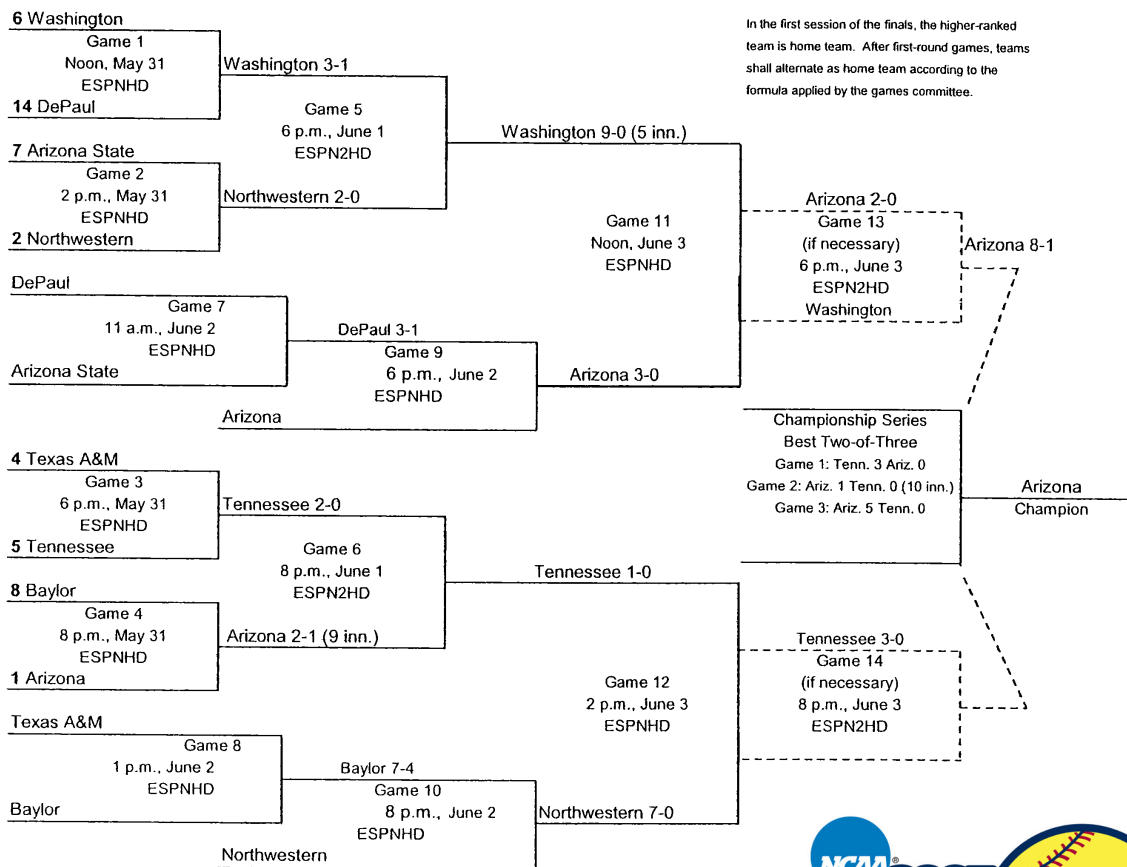 6 Washington
Game 1
Noon, May 31
ESPNHD
14 DePaul
Washington 3-1
7 Arizona State
Game 2
2 p.m., May 31
ESPNHD
2 Northwestern
Northwestern 2-0
Game 5
6 p.m., June 1
ESPN2HD
Washington 9-0 (5 inn.)
DePaul
Game 7
11 a.m., June 2
ESPNHD
Arizona State
DePaul 3-1
Game 9
6 p.m., June 2
ESPNHD
Arizona
Arizona 3-0
Game 11
Noon, June 3
ESPNHD
Arizona 2-0
Game 13
(if necessary)
6 p.m., June 3
ESPN2HD
Washington
Arizona 8-1
In the first session of the finals, the higher-ranked
team is home team. After first-round games, teams
shall alternate as home team according to the
formula applied by the games committee.
4 Texas A&M
Game 3
6 p.m., May 31
ESPNHD
5 Tennessee
Tennessee 2-0
8 Baylor
Game 4
8 p.m., May 31
ESPNHD
1 Arizona
Arizona 2-1 (9 inn.)
Game 6
8 p.m., June 1
ESPN2HD
Tennessee 1-0
Texas A&M
Game 8
1 p.m., June 2
ESPNHD
Baylor
Baylor 7-4
Game 10
8 p.m., June 2
ESPNHD
Northwestern
Northwestern 7-0
Game 12
2 p.m., June 3
ESPNHD
Tennessee 3-0
Game 14
(if necessary)
8 p.m., June 3
ESPN2HD
Championship Series
Best Two-of-Three
Game 1: Tenn. 3 Ariz. 0
Game 2: Ariz. 1 Tenn. 0 (10 inn.)
Game 3: Ariz. 5 Tenn. 0
Arizona
Champion
NCAA®